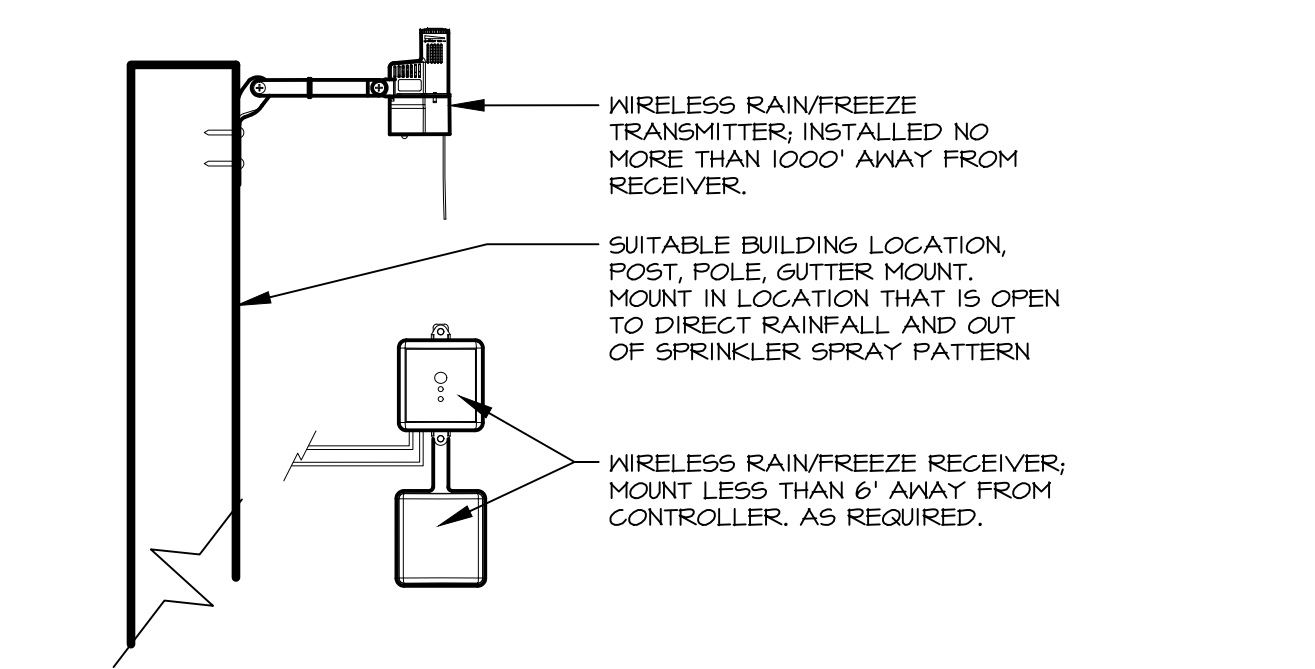 WIRELESS RAIN/FREEZE
TRANSMITTER; INSTALLED NO
MORE THAN 1000' AWAY FROM
RECEIVER.
SUITABLE BUILDING LOCATION,
POST, POLE, GUTTER MOUNT.
MOUNT IN LOCATION THAT IS OPEN
TO DIRECT RAINFALL AND OUT
OF SPRINKLER SPRAY PATTERN
WIRELESS RAIN/FREEZE RECEIVER;
MOUNT LESS THAN 6' AWAY FROM
CONTROLLER. AS REQUIRED.